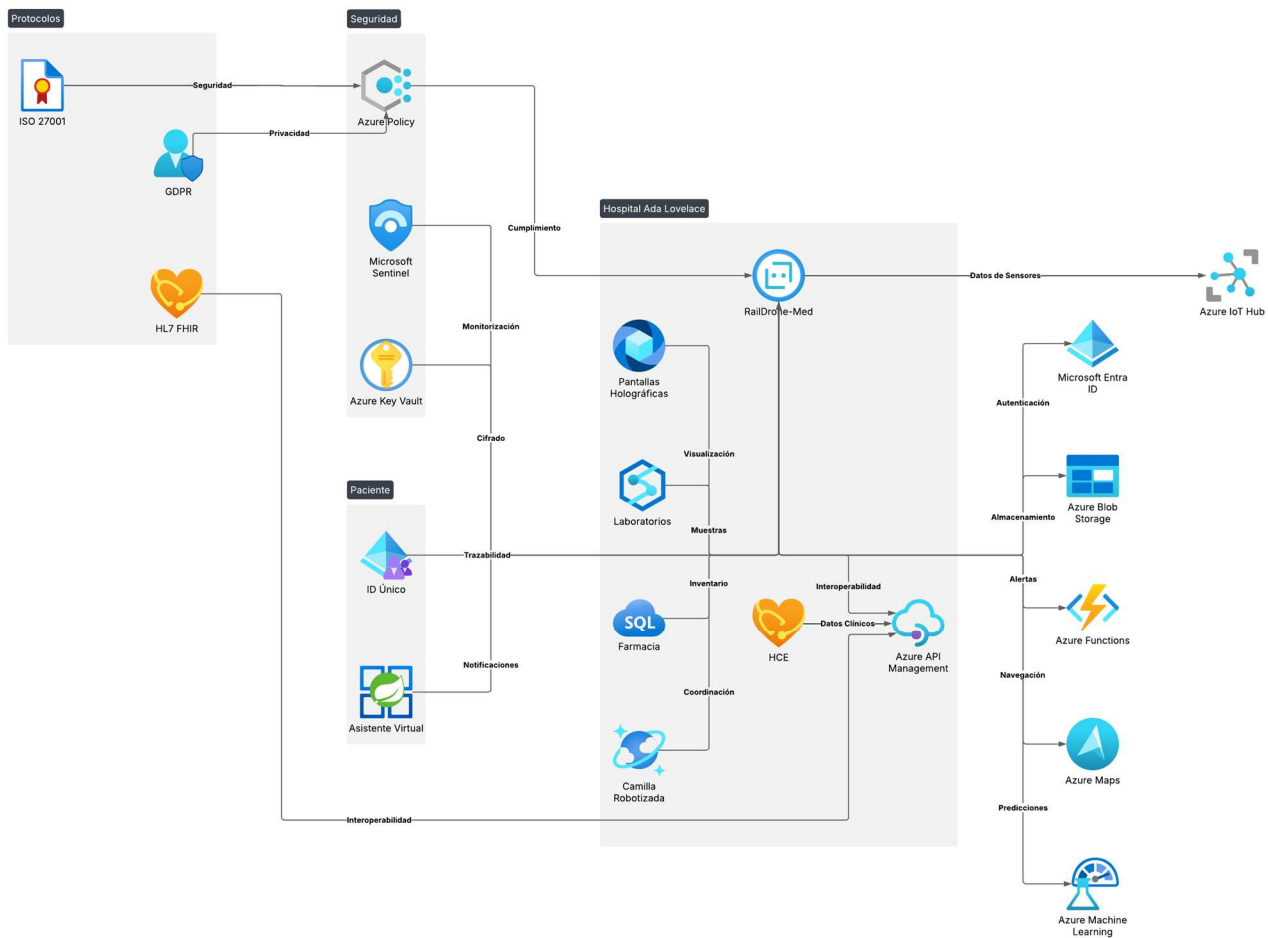 Protocolos
ISO 27001
GDPR
HL7 FHIR
Seguridad
Privacidad
Seguridad
Azure Policy
Microsoft
Sentinel
Azure Key Vault
Cumplimiento
Monitorización
Cifrado
Paciente
ID Único
Asistente Virtual
Trazabilidad
Notificaciones
Interoperabilidad
Hospital Ada Lovelace
RailDrone-Med
Pantallas
Holográficas
Visualización
Laboratorios
Muestras
Inventario
Farmacia
Coordinación
Camilla
Robotizada
HCE
Datos Clínicos
Interoperabilidad
Azure API
Management
Datos de Sensores
Azure IoT Hub
Microsoft Entra
ID
Autenticación
Azure Blob
Storage
Almacenamiento
Alertas
Azure Functions
Navegación
Azure Maps
Predicciones
Azure Machine
Learning
SQL